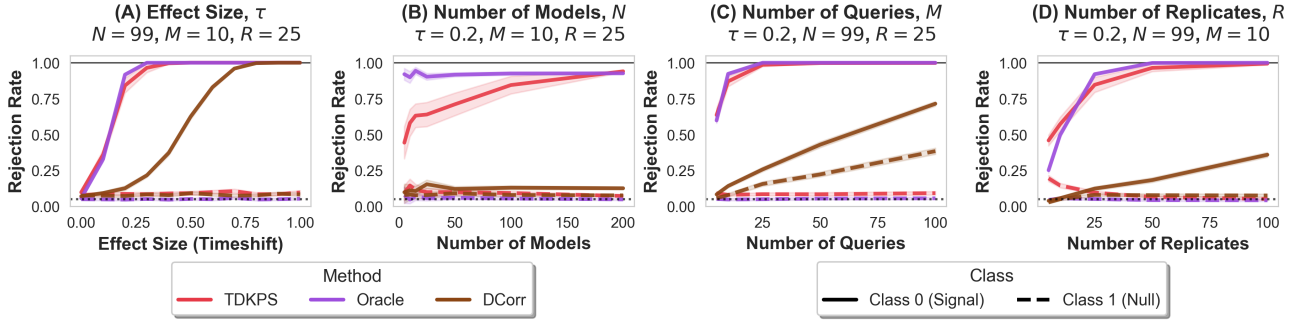 (A) Effect Size, τ
N = 99, M = 10, R = 25
(B) Number of Models, N
τ = 0.2, M = 10, R = 25
(C) Number of Queries, M
τ = 0.2, N = 99, R = 25
(D) Number of Replicates, R
τ = 0.2, N = 99, M = 10
Rejection Rate
1.00
0.75
0.50
0.25
0.00
0.00 0.25 0.50 0.75 1.00
Effect Size (Timeshift)
Rejection Rate
1.00
0.75
0.50
0.25
0.00
0 50 100 150 200
Number of Models
Rejection Rate
1.00
0.75
0.50
0.25
0.00
25 50 75 100
Number of Queries
Rejection Rate
1.00
0.75
0.50
0.25
0.00
25 50 75 100
Number of Replicates
Method
TDKPS Oracle DCorr
Class
Class 0 (Signal) Class 1 (Null)